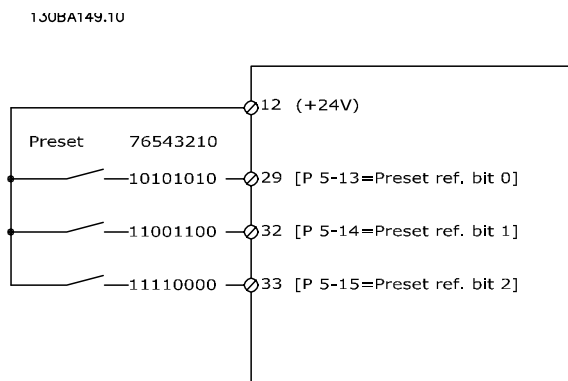 130BA149.10
12 (+24V)
Preset 76543210
10101010 29 [P 5-13=Preset ref. bit 0]
11001100 32 [P 5-14=Preset ref. bit 1]
11110000 33 [P 5-15=Preset ref. bit 2]